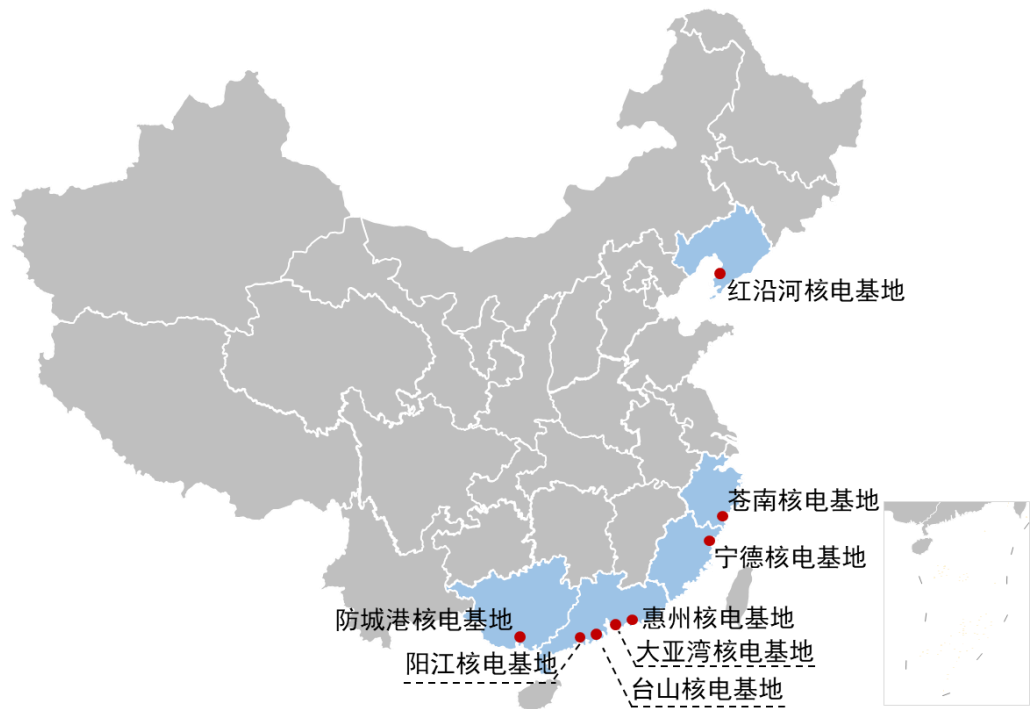 红沿河核电基地
苍南核电基地
宁德核电基地
防城港核电基地
惠州核电基地
大亚湾核电基地
阳江核电基地
台山核电基地